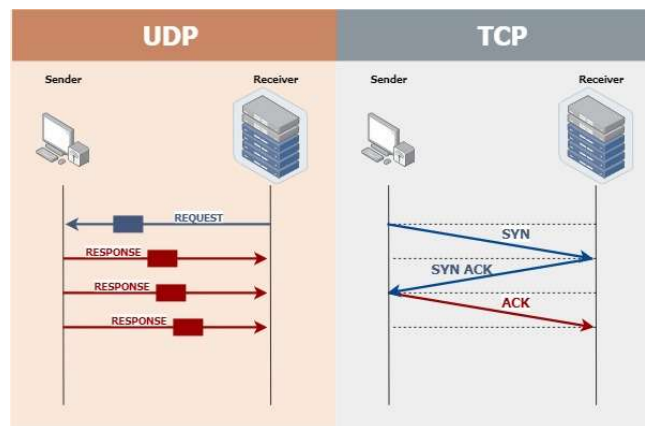 UDP
TCP
Sender
Receiver
Sender
Receiver
REQUEST
RESPONSE
RESPONSE
RESPONSE
SYN
SYN ACK
ACK